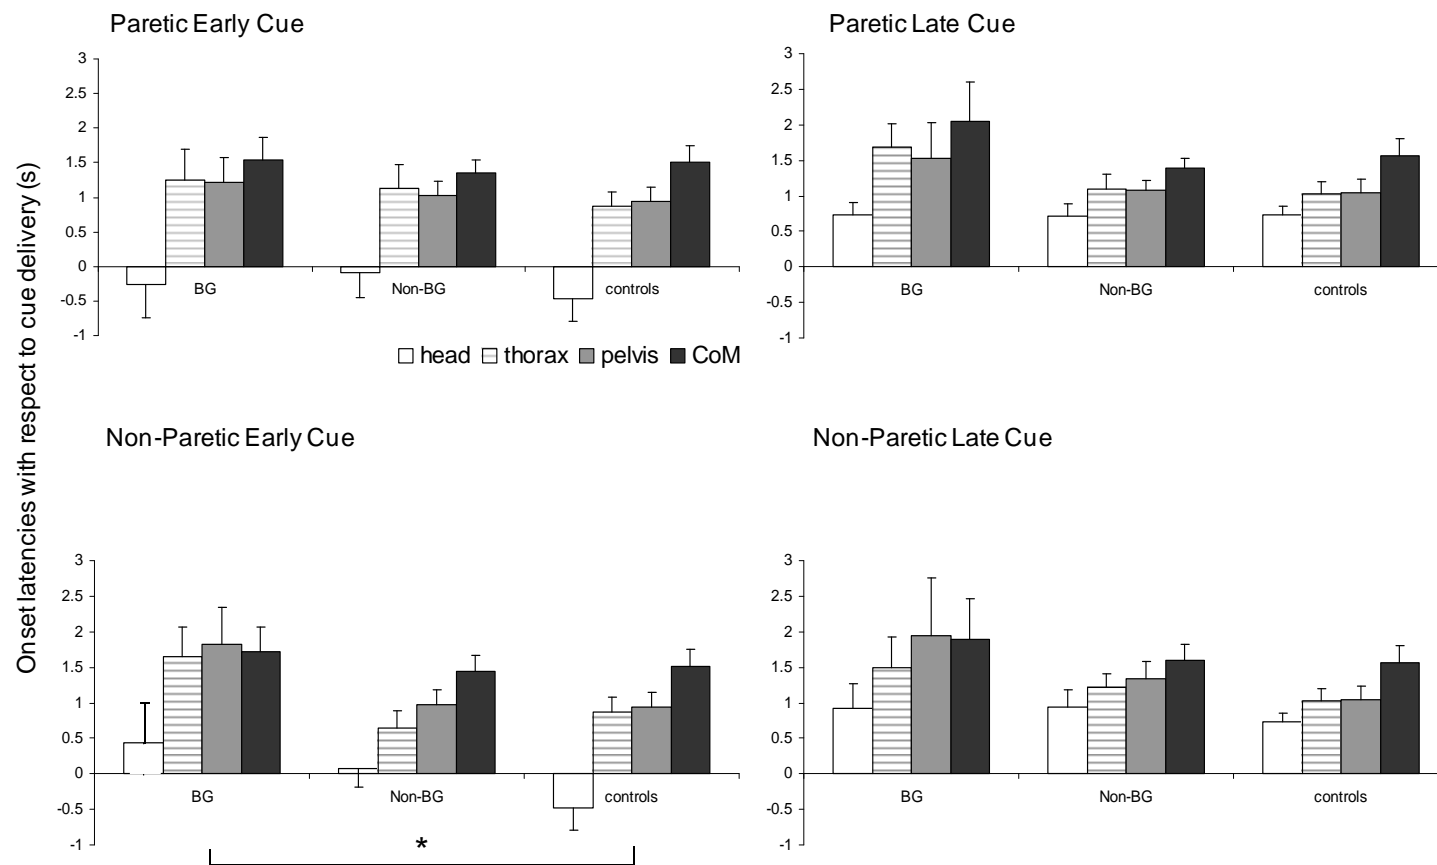 Paretic Early Cue
Paretic Late Cue
3
2.5
2
1.5
1
0.5
0
-0.5
-1
BG
Non-BG
controls
3
2.5
2
1.5
1
0.5
0
-0.5
-1
BG
Non-BG
controls
head thorax pelvis CoM
Onset latencies with respect to cue delivery (s)
Non-Paretic Early Cue
Non-Paretic Late Cue
3
2.5
2
1.5
1
0.5
0
-0.5
-1
BG
Non-BG
controls
*
3
2.5
2
1.5
1
0.5
0
-0.5
-1
BG
Non-BG
controls